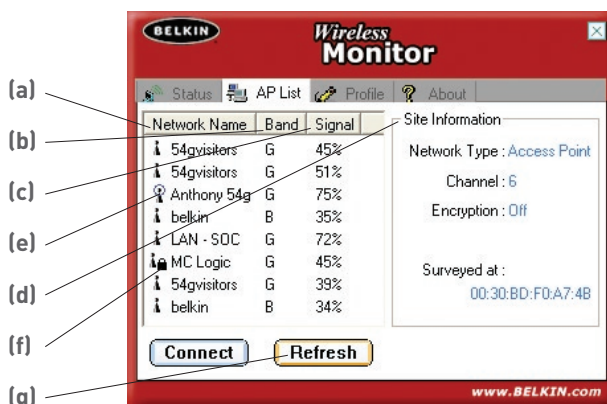 BELKIN
Wireless
Monitor
Status AP List Profile About
(a)
(b)
(c)
(e)
(d)
(f)
(g)
Network Name Band Signal
54gvisitors G 45%
54gvisitors G 51%
Anthony 54g G 75%
belkin B 35%
LAN - SOC G 72%
MC Logic G 45%
54gvisitors G 39%
belkin B 34%
Site Information
Network Type : Access Point
Channel : 6
Encryption : Off
Surveyed at :
00:30:BD:F0:A7:4B
Connect Refresh
www.BELKIN.com